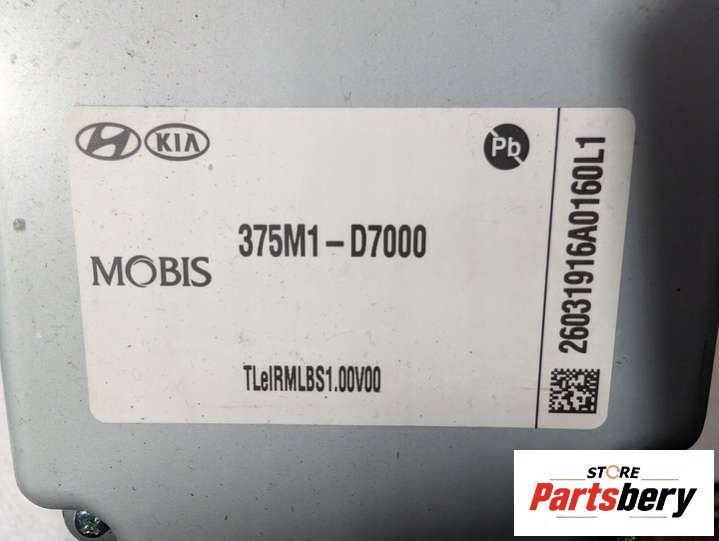 KIA
Pb
375M1-D7000
MOBIS
TLeIRMLBS1.00V00
26031916A0160L1
STORE
Partsbery